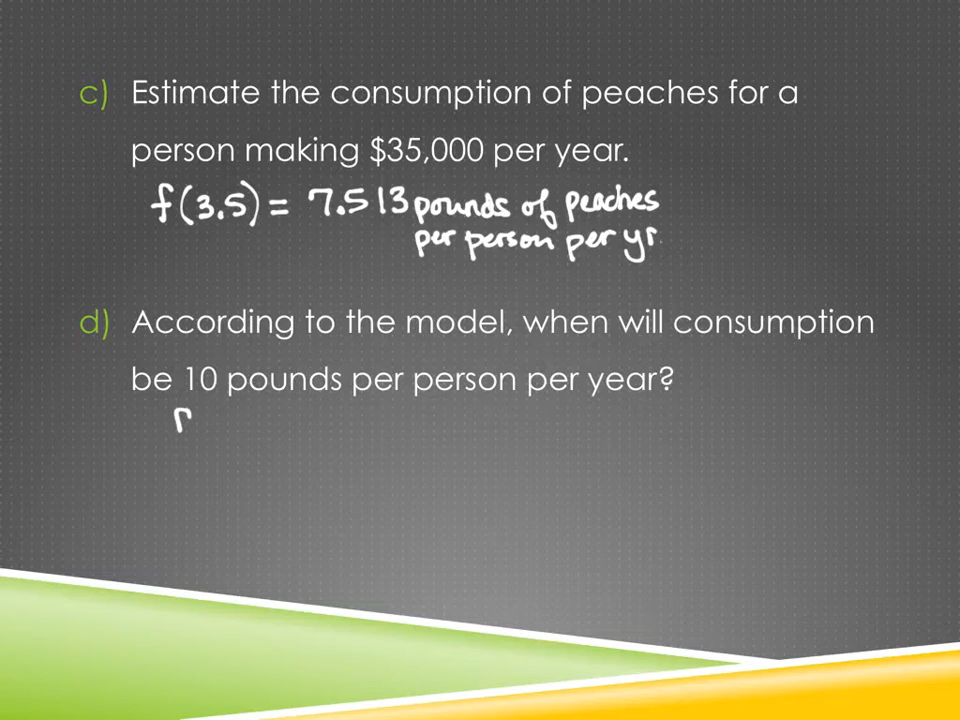 c) Estimate the consumption of peaches for a
person making $35,000 per year.
f(3.5) = 7.513 pounds of peaches
per person per yr.
d) According to the model, when will consumption
be 10 pounds per person per year?